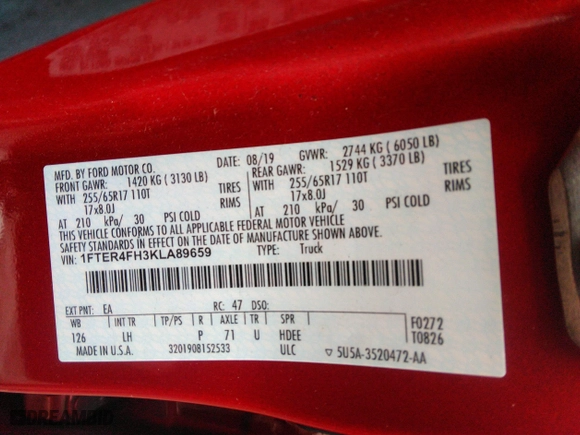 MFD. BY FORD MOTOR CO.
DATE: 08/19 GVWR: 2744 KG ( 6050 LB)
FRONT GAWR: 1420 KG ( 3130 LB)
REAR GAWR: 1529 KG ( 3370 LB)
WITH 255/65R17 110T TIRES
WITH 255/65R17 110T TIRES
17x8.0J RIMS
17x8.0J RIMS
AT 210 kPa/ 30 PSI COLD
AT 210 kPa/ 30 PSI COLD
THIS VEHICLE CONFORMS TO ALL APPLICABLE FEDERAL MOTOR VEHICLE
SAFETY STANDARDS IN EFFECT ON THE DATE OF MANUFACTURE SHOWN ABOVE.
VIN: 1FTER4FH3KLA89659 TYPE: Truck
EXT PNT: EA RC: 47 DSO:
WB INT TR TP/PS R AXLE TR SPR F0272
126 LH P 71 U HDEE T0826
MADE IN U.S.A. 3201908152533 ULC ▽ 5U5A-3520472-AA
DREAMBID